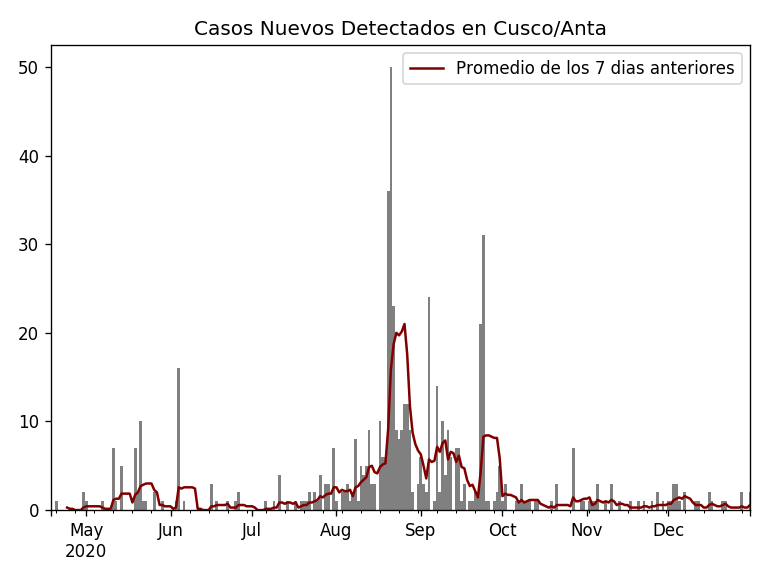 Casos Nuevos Detectados en Cusco/Anta
Promedio de los 7 dias anteriores
50
40
30
20
10
0
May Jun Jul Aug Sep Oct Nov Dec
2020